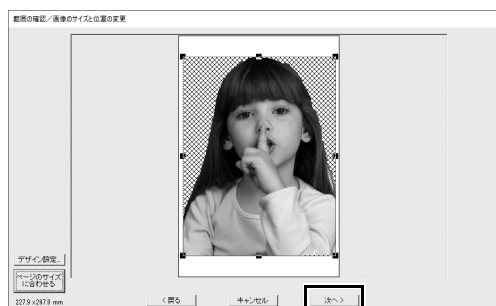 範囲の確認／画像のサイズと位置の変更
デザイン設定...
ページのサイズ
に合わせる
227.9 x297.0 mm
< 戻る
キャンセル
次へ >